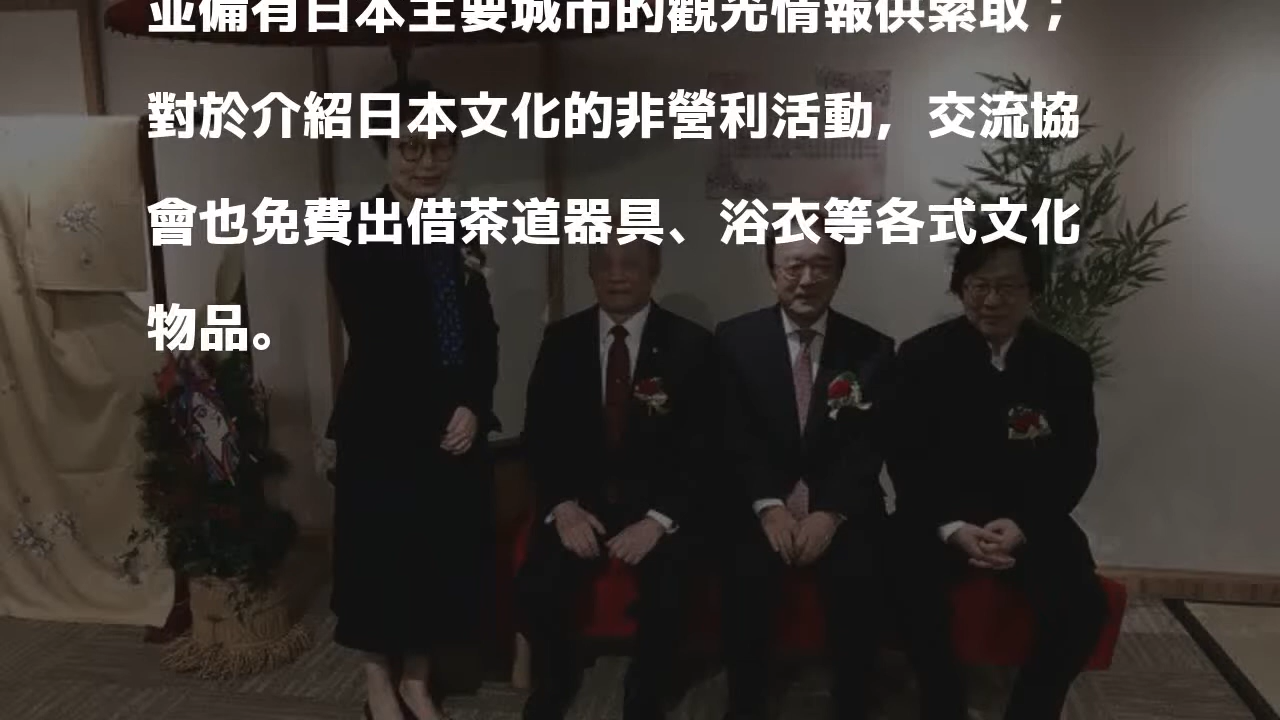 並備有日本主要城市的觀光情報供索取；
對於介紹日本文化的非營利活動，交流協
會也免費出借茶道器具、浴衣等各式文化
物品。